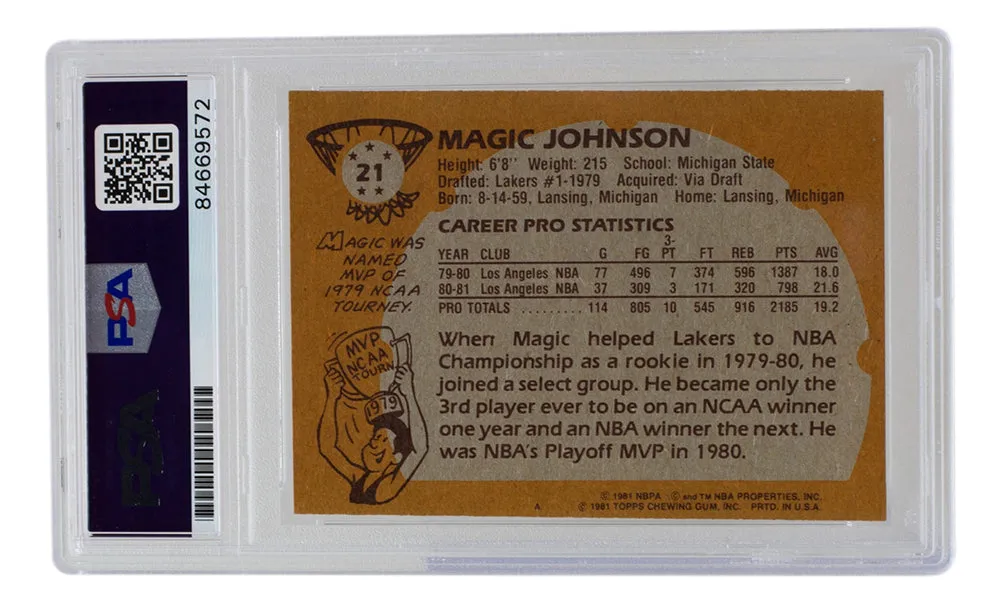 PSA
PSA
84669572
21
MAGIC JOHNSON
Height: 6'8'' Weight: 215 School: Michigan State
Drafted: Lakers #1-1979 Acquired: Via Draft
Born: 8-14-59, Lansing, Michigan Home: Lansing, Michigan
MAGIC WAS
NAMED
MVP OF
1979 NCAA
TOURNEY.
MVP
NCAA
TOURN
1979
CAREER PRO STATISTICS
YEAR CLUB G FG 3-PT FT REB PTS AVG
79-80 Los Angeles NBA 77 496 7 374 596 1387 18.0
80-81 Los Angeles NBA 37 309 3 171 320 798 21.6
PRO TOTALS .......... 114 805 10 545 916 2185 19.2
When Magic helped Lakers to NBA
Championship as a rookie in 1979-80, he
joined a select group. He became only the
3rd player ever to be on an NCAA winner
one year and an NBA winner the next. He
was NBA's Playoff MVP in 1980.
© 1981 NBPA © and TM NBA PROPERTIES, INC.
A © 1981 TOPPS CHEWING GUM, INC. PRTD. IN U.S.A.